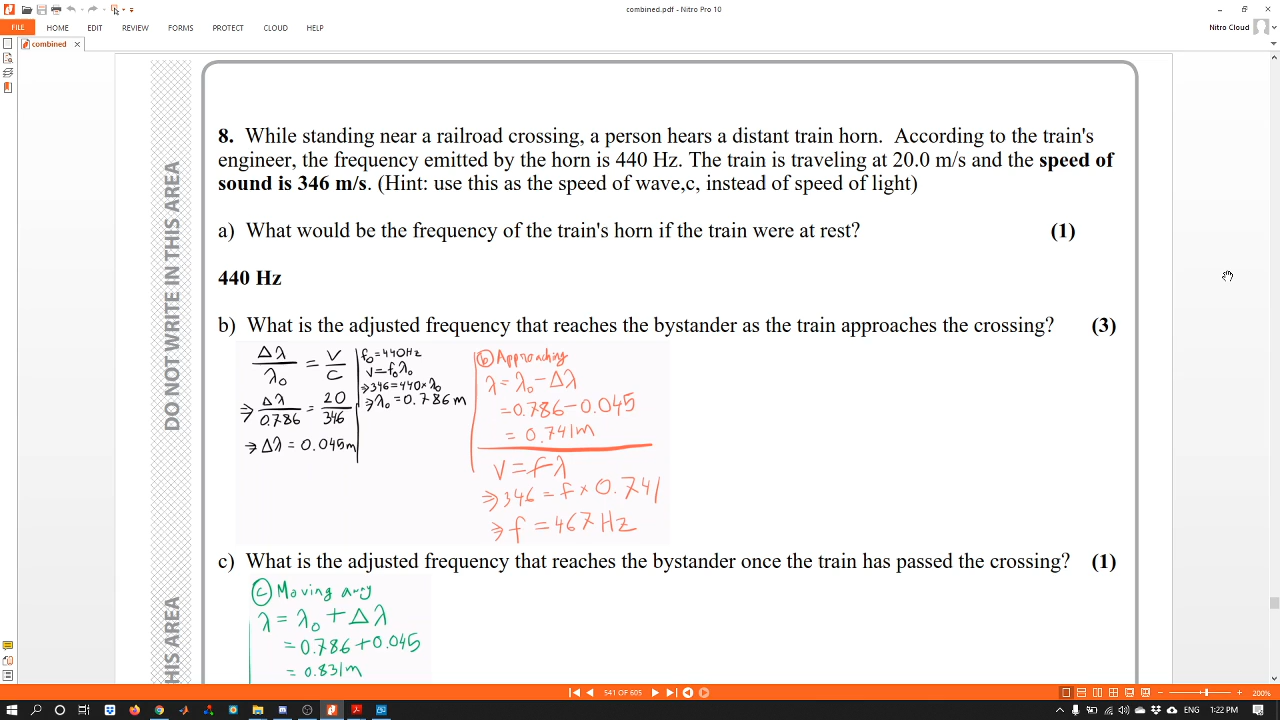 combined.pdf - Nitro Pro 10
FILE HOME EDIT REVIEW FORMS PROTECT CLOUD HELP Nitro Cloud
combined
8. While standing near a railroad crossing, a person hears a distant train horn. According to the train's
engineer, the frequency emitted by the horn is 440 Hz. The train is traveling at 20.0 m/s and the speed of
sound is 346 m/s. (Hint: use this as the speed of wave,c, instead of speed of light)
a) What would be the frequency of the train's horn if the train were at rest? (1)
440 Hz
b) What is the adjusted frequency that reaches the bystander as the train approaches the crossing? (3)
Δλ/λ₀ = V/C
⇒ Δλ/0.786 = 20/346
⇒ Δλ = 0.045m
f₀ = 440Hz
V = f₀λ₀
⇒ 346 = 440 × λ₀
⇒ λ₀ = 0.786 m
(b) Approaching
λ = λ₀ − Δλ
= 0.786 − 0.045
= 0.741m
V = fλ
⇒ 346 = f × 0.741
⇒ f = 467 Hz
c) What is the adjusted frequency that reaches the bystander once the train has passed the crossing? (1)
(c) Moving away
λ = λ₀ + Δλ
= 0.786 + 0.045
= 0.831m
DO NOT WRITE IN THIS AREA
HIS AREA
541 OF 605
200%
ENG 1:22 PM